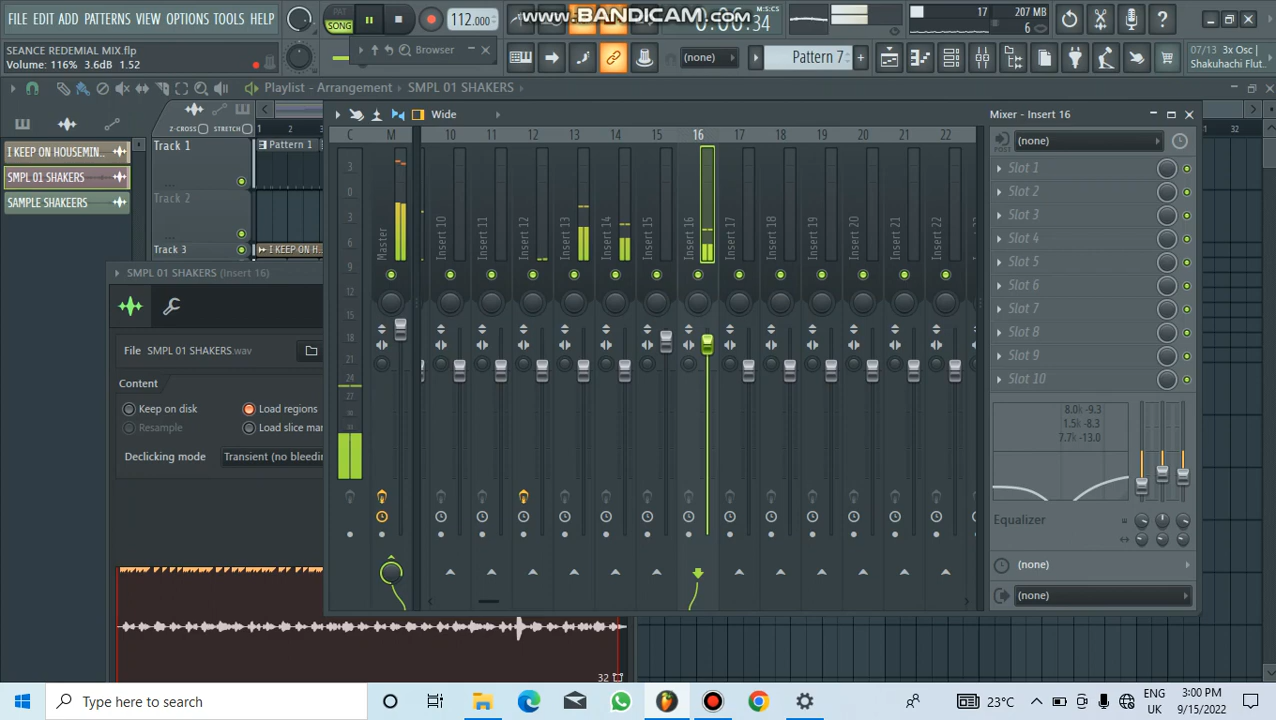 FILE EDIT ADD PATTERNS VIEW OPTIONS TOOLS HELP
PAT
SONG
112.000
www.BANDICAM.com
0:06:34
M:S:CS
17
207 MB
6
SEANCE REDEMIAL MIX.flp
Volume: 116% 3.6dB 1.52
Browser
(none)
Pattern 7
07/13 3x Osc |
Shakuhachi Flut..
Playlist - Arrangement
SMPL 01 SHAKERS
Z-CROSS
STRETCH
1 2
32
I KEEP ON HOUSEMIN..
SMPL 01 SHAKERS
SAMPLE SHAKEERS
Track 1
Pattern 1
Track 2
Track 3
I KEEP ON H..
Wide
Mixer - Insert 16
C M 10 11 12 13 14 15 16 17 18 19 20 21 22
3
0
3
6
9
12
15
18
21
24
27
Master
Insert 10
Insert 11
Insert 12
Insert 13
Insert 14
Insert 15
Insert 16
Insert 17
Insert 18
Insert 19
Insert 20
Insert 21
Insert 22
POST
(none)
Slot 1
Slot 2
Slot 3
Slot 4
Slot 5
Slot 6
Slot 7
Slot 8
Slot 9
Slot 10
8.0k -9.3
1.5k -8.3
7.7k -13.0
Equalizer
(none)
(none)
SMPL 01 SHAKERS (Insert 16)
File SMPL 01 SHAKERS.wav
Content
Keep on disk
Load regions
Resample
Load slice mar
Declicking mode
Transient (no bleedin
32
Type here to search
23°C
ENG
UK
3:00 PM
9/15/2022